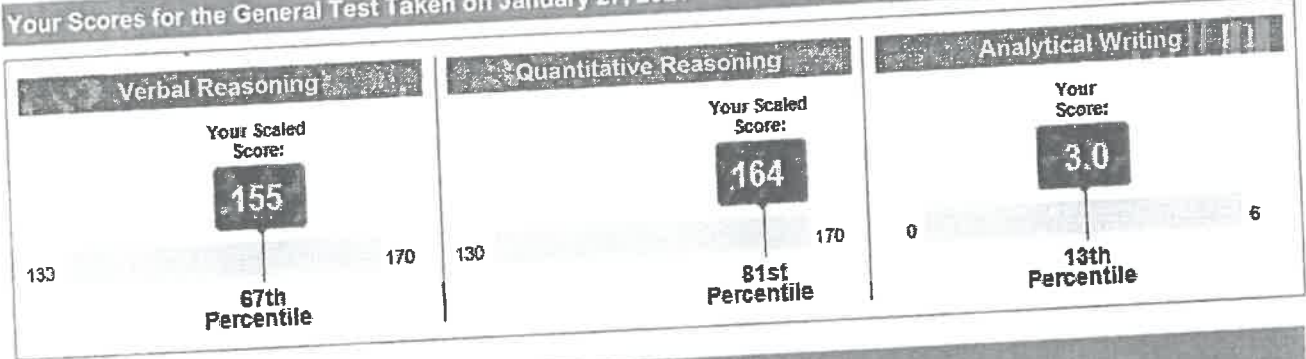 Your Scores for the General Test Taken on January 27,
Verbal Reasoning
Your Scaled
Score:
155
130
170
67th
Percentile
Quantitative Reasoning
Your Scaled
Score:
164
130
170
81st
Percentile
Analytical Writing
Your
Score:
3.0
0
6
13th
Percentile